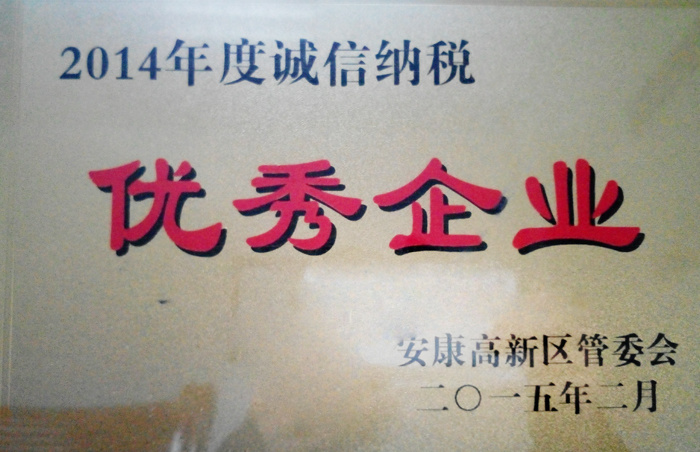 2014年度诚信纳税
优秀企业
安康高新区管委会
二〇一五年二月